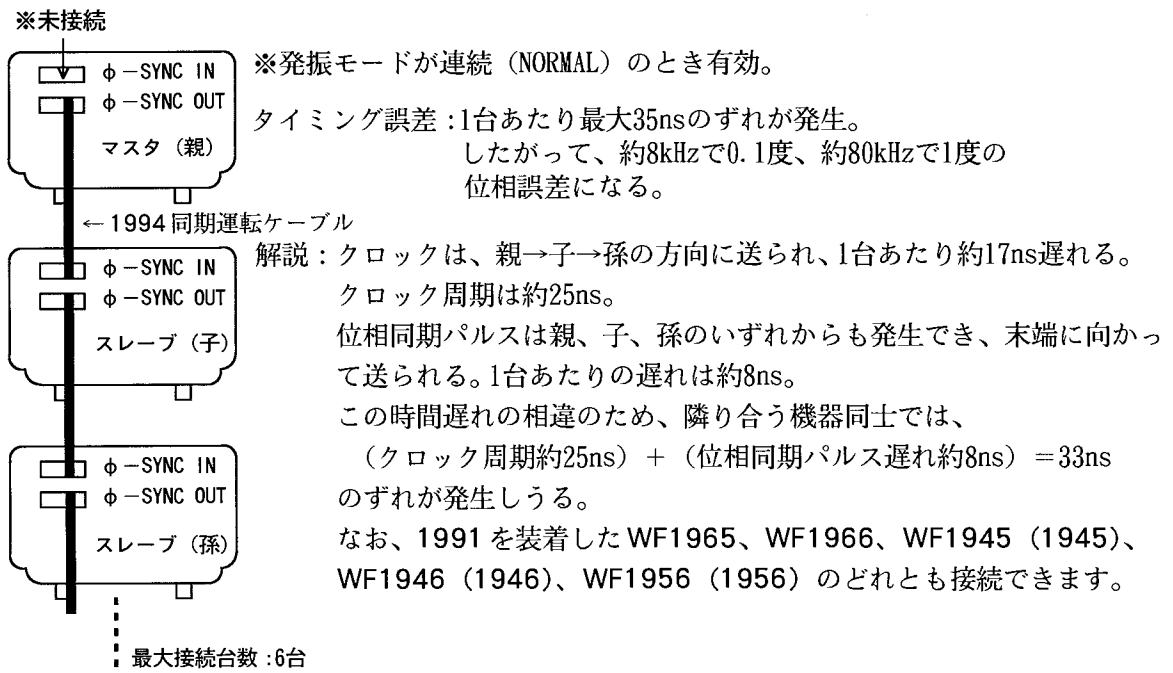 ※未接続
φ－SYNC IN
φ－SYNC OUT
マスタ（親）
※発振モードが連続（NORMAL）のとき有効。
タイミング誤差：1台あたり最大35nsのずれが発生。
したがって、約8kHzで0.1度、約80kHzで1度の
位相誤差になる。
←1994同期運転ケーブル
φ－SYNC IN
φ－SYNC OUT
スレーブ（子）
解説：クロックは、親→子→孫の方向に送られ、1台あたり約17ns遅れる。
クロック周期は約25ns。
位相同期パルスは親、子、孫のいずれからも発生でき、末端に向かっ
て送られる。1台あたりの遅れは約8ns。
この時間遅れの相違のため、隣り合う機器同士では、
（クロック周期約25ns）＋（位相同期パルス遅れ約8ns）＝33ns
のずれが発生しうる。
φ－SYNC IN
φ－SYNC OUT
スレーブ（孫）
なお、1991を装着したWF1965、WF1966、WF1945（1945）、
WF1946（1946）、WF1956（1956）のどれとも接続できます。
最大接続台数：6台